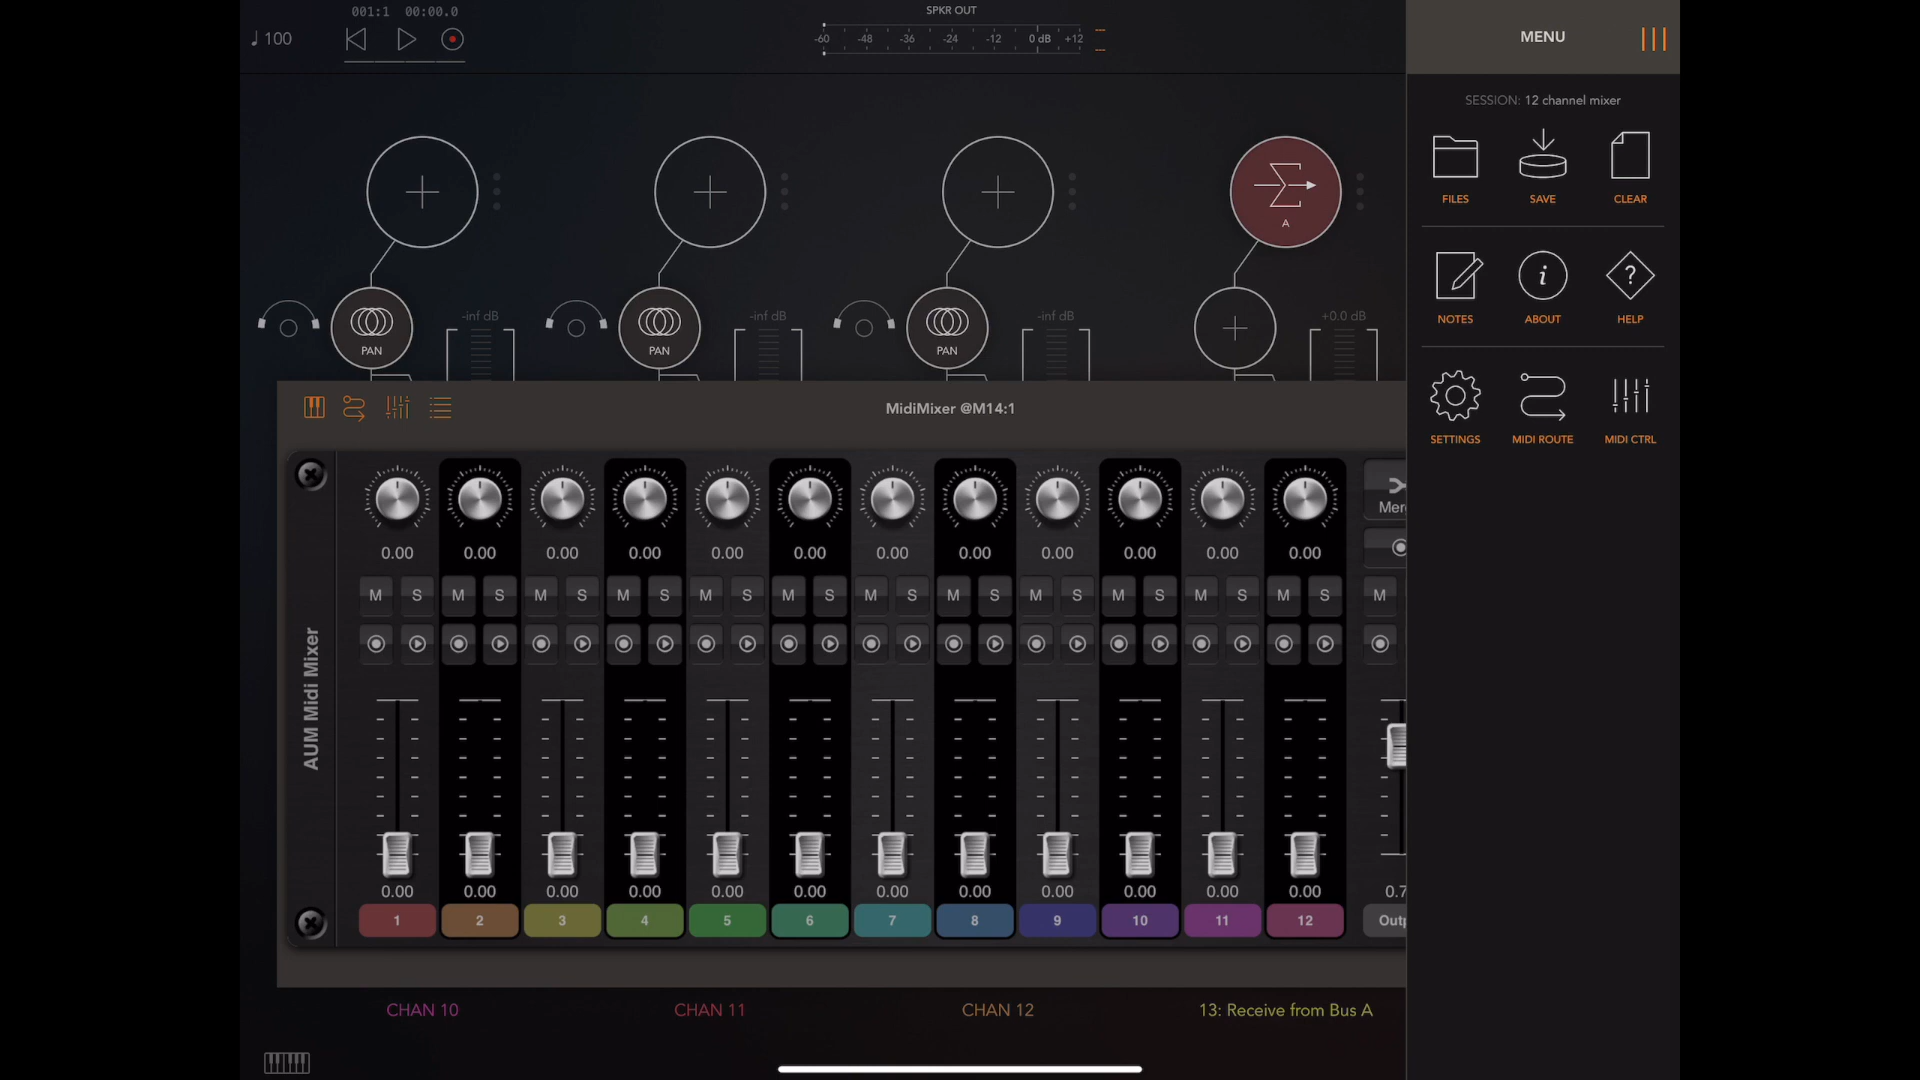 001:1 00:00.0
♩ 100
SPKR OUT
-60 -48 -36 -24 -12 0 dB +12
MENU
SESSION: 12 channel mixer
FILES SAVE CLEAR
NOTES ABOUT HELP
SETTINGS MIDI ROUTE MIDI CTRL
A
-inf dB -inf dB -inf dB +0.0 dB
PAN PAN PAN
MidiMixer @M14:1
AUM Midi Mixer
Mer
0.00 0.00 0.00 0.00 0.00 0.00 0.00 0.00 0.00 0.00 0.00 0.00
M S M S M S M S M S M S M S M S M S M S M S M S M
0.00 0.00 0.00 0.00 0.00 0.00 0.00 0.00 0.00 0.00 0.00 0.00 0.7
1 2 3 4 5 6 7 8 9 10 11 12 Outp
CHAN 10 CHAN 11 CHAN 12 13: Receive from Bus A